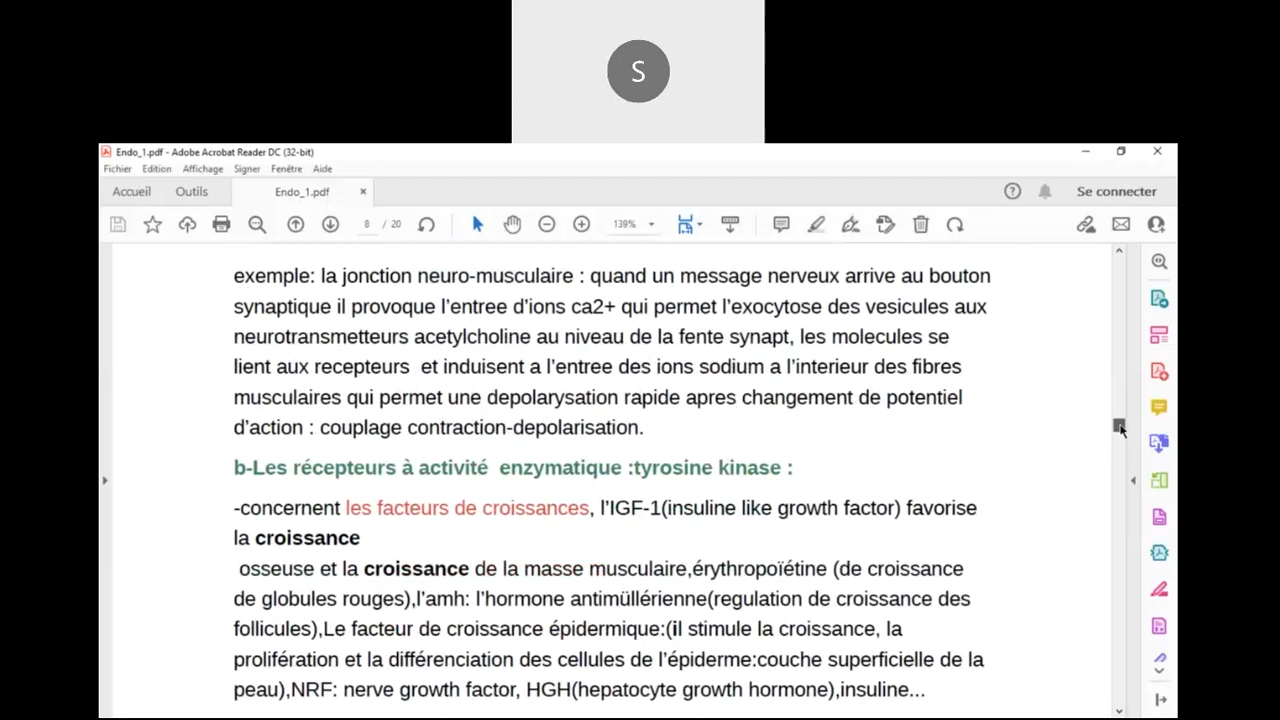 S
Endo_1.pdf - Adobe Acrobat Reader DC (32-bit)
Fichier Edition Affichage Signer Fenêtre Aide
Accueil Outils Endo_1.pdf Se connecter
8 / 20 139%
exemple: la jonction neuro-musculaire : quand un message nerveux arrive au bouton
synaptique il provoque l'entree d'ions ca2+ qui permet l'exocytose des vesicules aux
neurotransmetteurs acetylcholine au niveau de la fente synapt, les molecules se
lient aux recepteurs et induisent a l'entree des ions sodium a l'interieur des fibres
musculaires qui permet une depolarysation rapide apres changement de potentiel
d'action : couplage contraction-depolarisation.
b-Les récepteurs à activité enzymatique :tyrosine kinase :
-concernent les facteurs de croissances, l'IGF-1(insuline like growth factor) favorise
la croissance
osseuse et la croissance de la masse musculaire,érythropoïétine (de croissance
de globules rouges),l'amh: l'hormone antimüllérienne(regulation de croissance des
follicules),Le facteur de croissance épidermique:(il stimule la croissance, la
prolifération et la différenciation des cellules de l'épiderme:couche superficielle de la
peau),NRF: nerve growth factor, HGH(hepatocyte growth hormone),insuline...